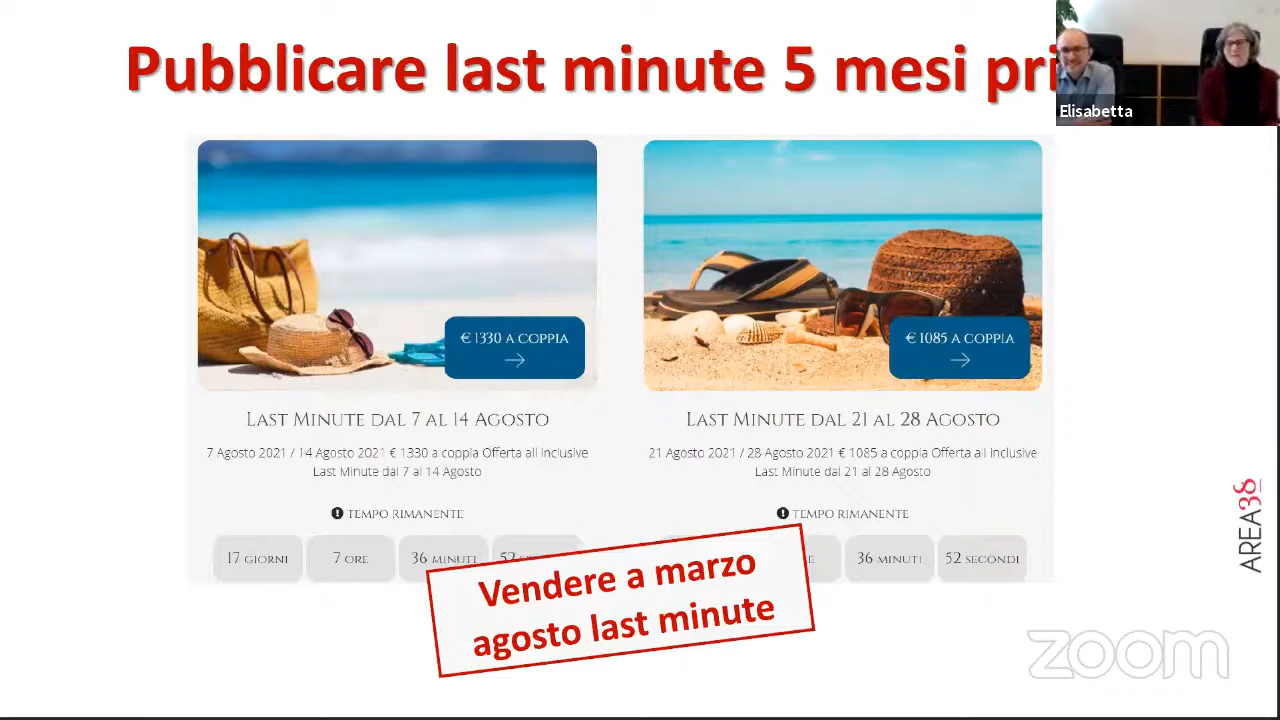 Pubblicare last minute 5 mesi pri
Elisabetta
€ 1330 A COPPIA
€ 1085 A COPPIA
LAST MINUTE DAL 7 AL 14 AGOSTO
7 Agosto 2021 / 14 Agosto 2021 € 1330 a coppia Offerta all inclusive
Last Minute dal 7 al 14 Agosto
TEMPO RIMANENTE
17 GIORNI
7 ORE
36 MINUTI
52
LAST MINUTE DAL 21 AL 28 AGOSTO
21 Agosto 2021 / 28 Agosto 2021 € 1085 a coppia Offerta all inclusive
Last Minute dal 21 al 28 Agosto
TEMPO RIMANENTE
36 MINUTI
52 SECONDI
Vendere a marzo
agosto last minute
AREA38
zoom